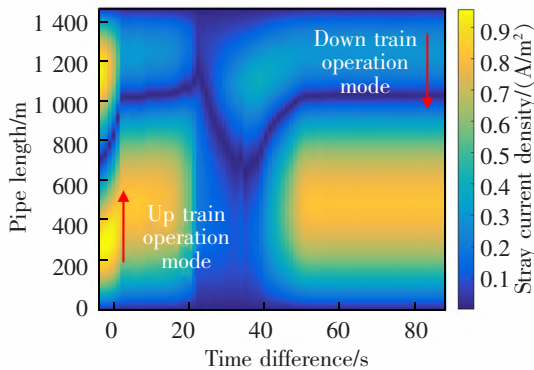 1 400
1 200
1 000
800
600
400
200
0
Pipe length/m
0
20
40
60
80
Time difference/s
Up train
operation
mode
Down train
operation
mode
0.9
0.8
0.7
0.6
0.5
0.4
0.3
0.2
0.1
Stray current density/(A/m²)